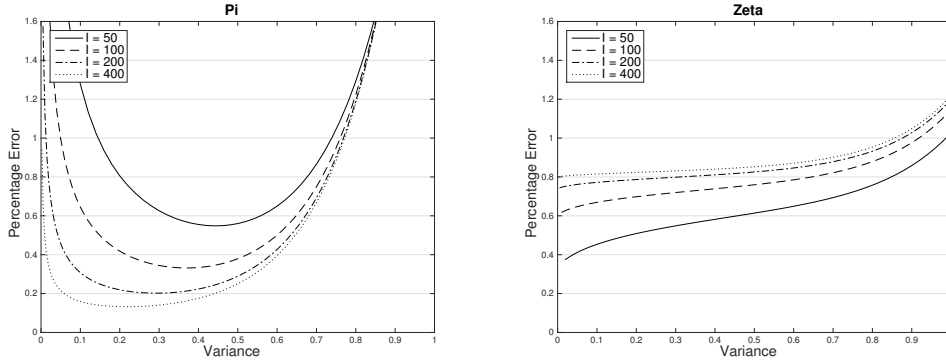 Pi
Percentage Error
1.6
1.4
1.2
1
0.8
0.6
0.4
0.2
0
I = 50
I = 100
I = 200
I = 400
0 0.1 0.2 0.3 0.4 0.5 0.6 0.7 0.8 0.9 1
Variance
Zeta
Percentage Error
1.6
1.4
1.2
1
0.8
0.6
0.4
0.2
0
I = 50
I = 100
I = 200
I = 400
0 0.1 0.2 0.3 0.4 0.5 0.6 0.7 0.8 0.9
Variance